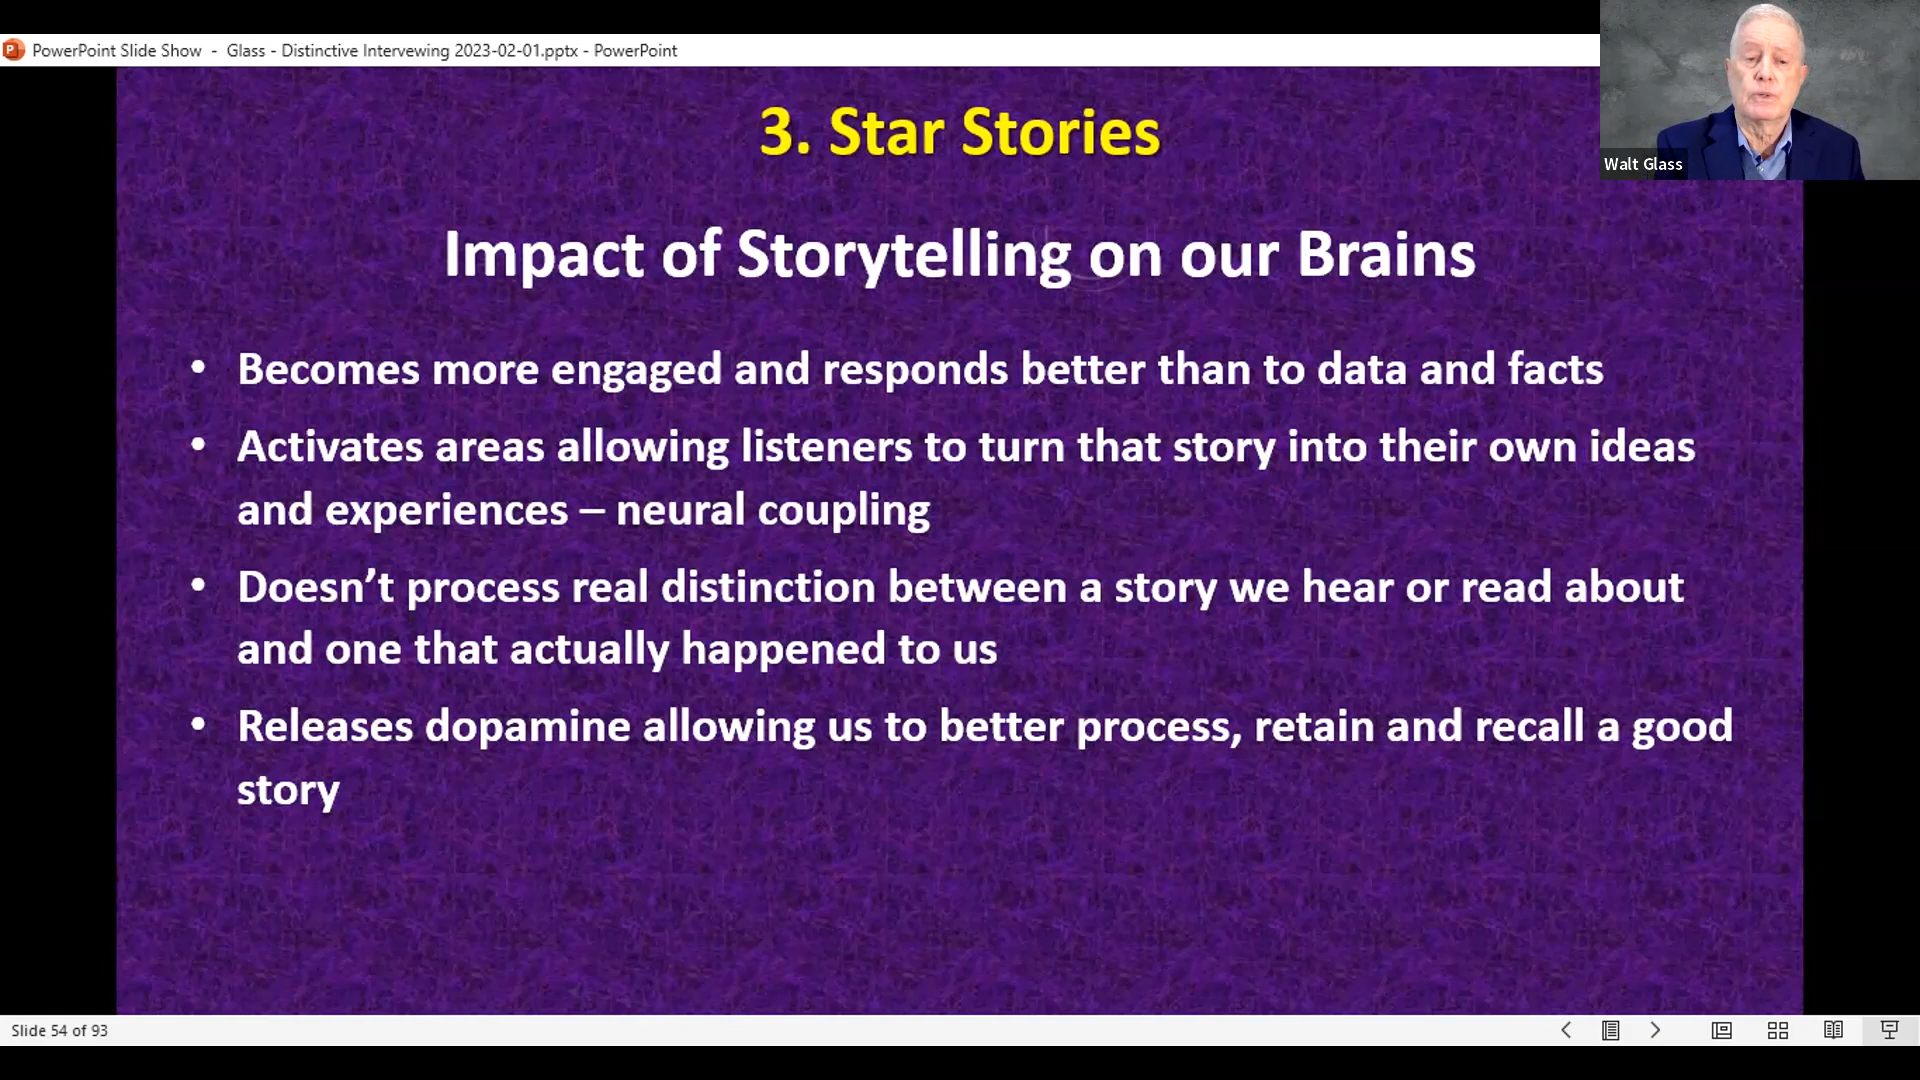 PowerPoint Slide Show - Glass - Distinctive Intervewing 2023-02-01.pptx - PowerPoint
Walt Glass
3. Star Stories
Impact of Storytelling on our Brains
• Becomes more engaged and responds better than to data and facts
• Activates areas allowing listeners to turn that story into their own ideas
and experiences – neural coupling
• Doesn’t process real distinction between a story we hear or read about
and one that actually happened to us
• Releases dopamine allowing us to better process, retain and recall a good
story
Slide 54 of 93